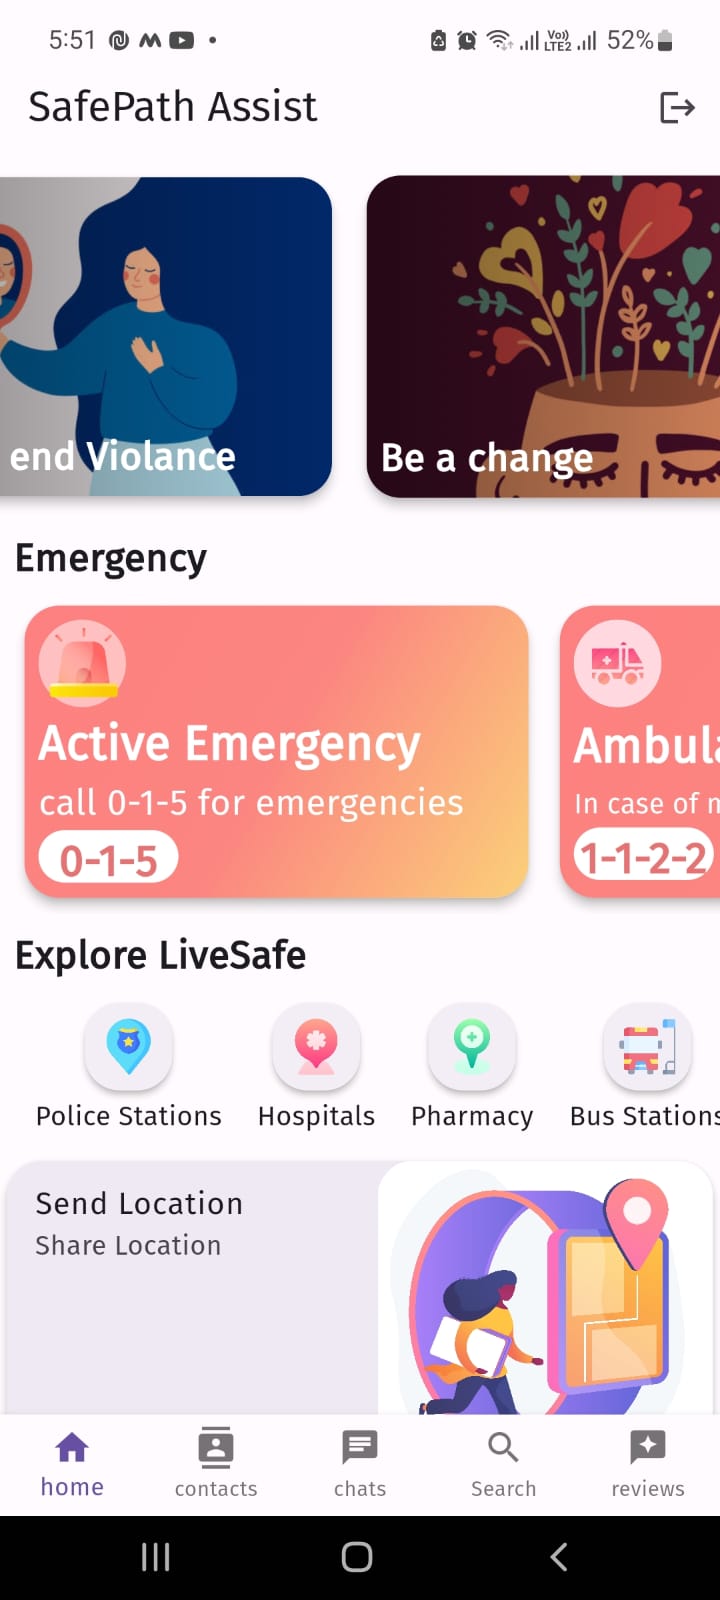 5:51
Vo))
LTE2
52%
SafePath Assist
end Violance
Be a change
Emergency
Active Emergency
call 0-1-5 for emergencies
0-1-5
Ambula
In case of m
1-1-2-2
Explore LiveSafe
Police Stations
Hospitals
Pharmacy
Bus Stations
Send Location
Share Location
home
contacts
chats
Search
reviews